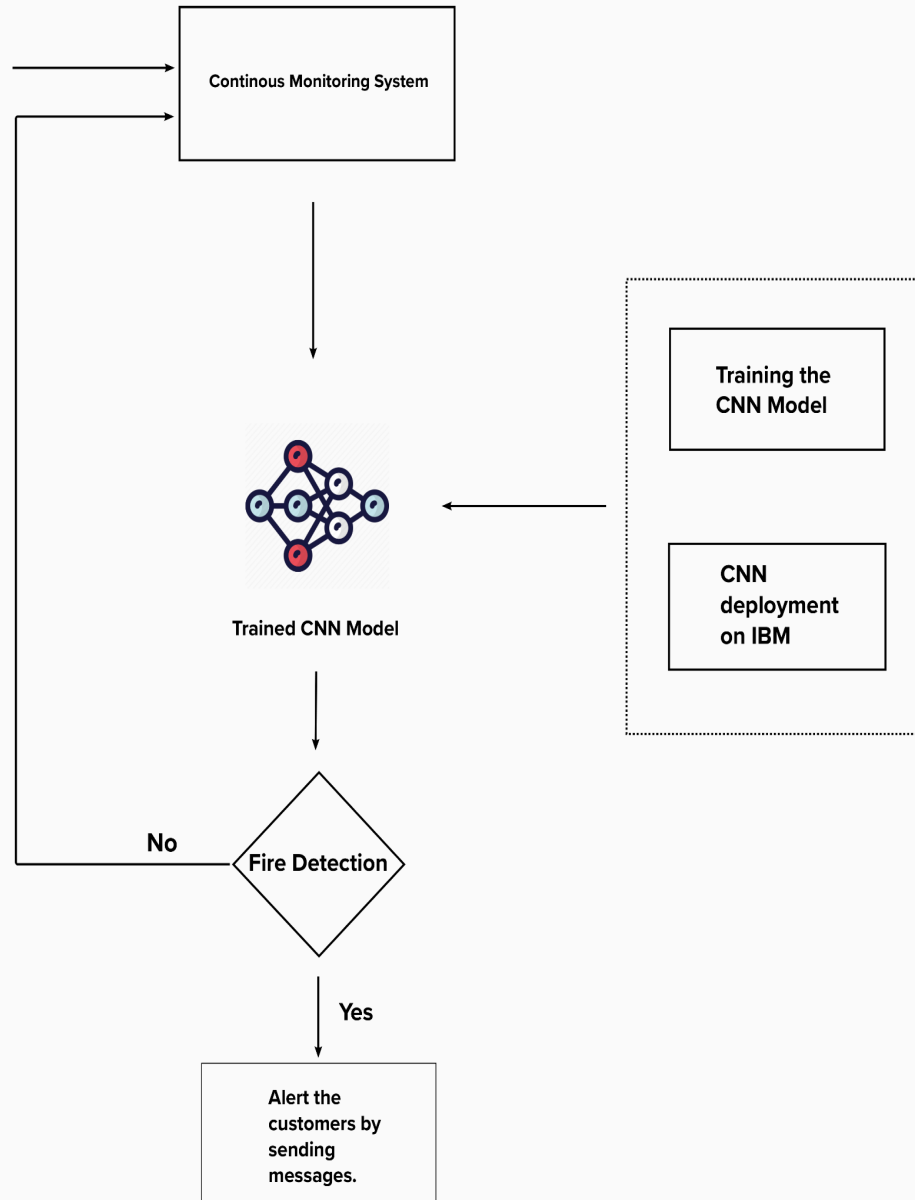 Continous Monitoring System
Training the
CNN Model
CNN
deployment
on IBM
Trained CNN Model
No
Fire Detection
Yes
Alert the
customers by
sending
messages.